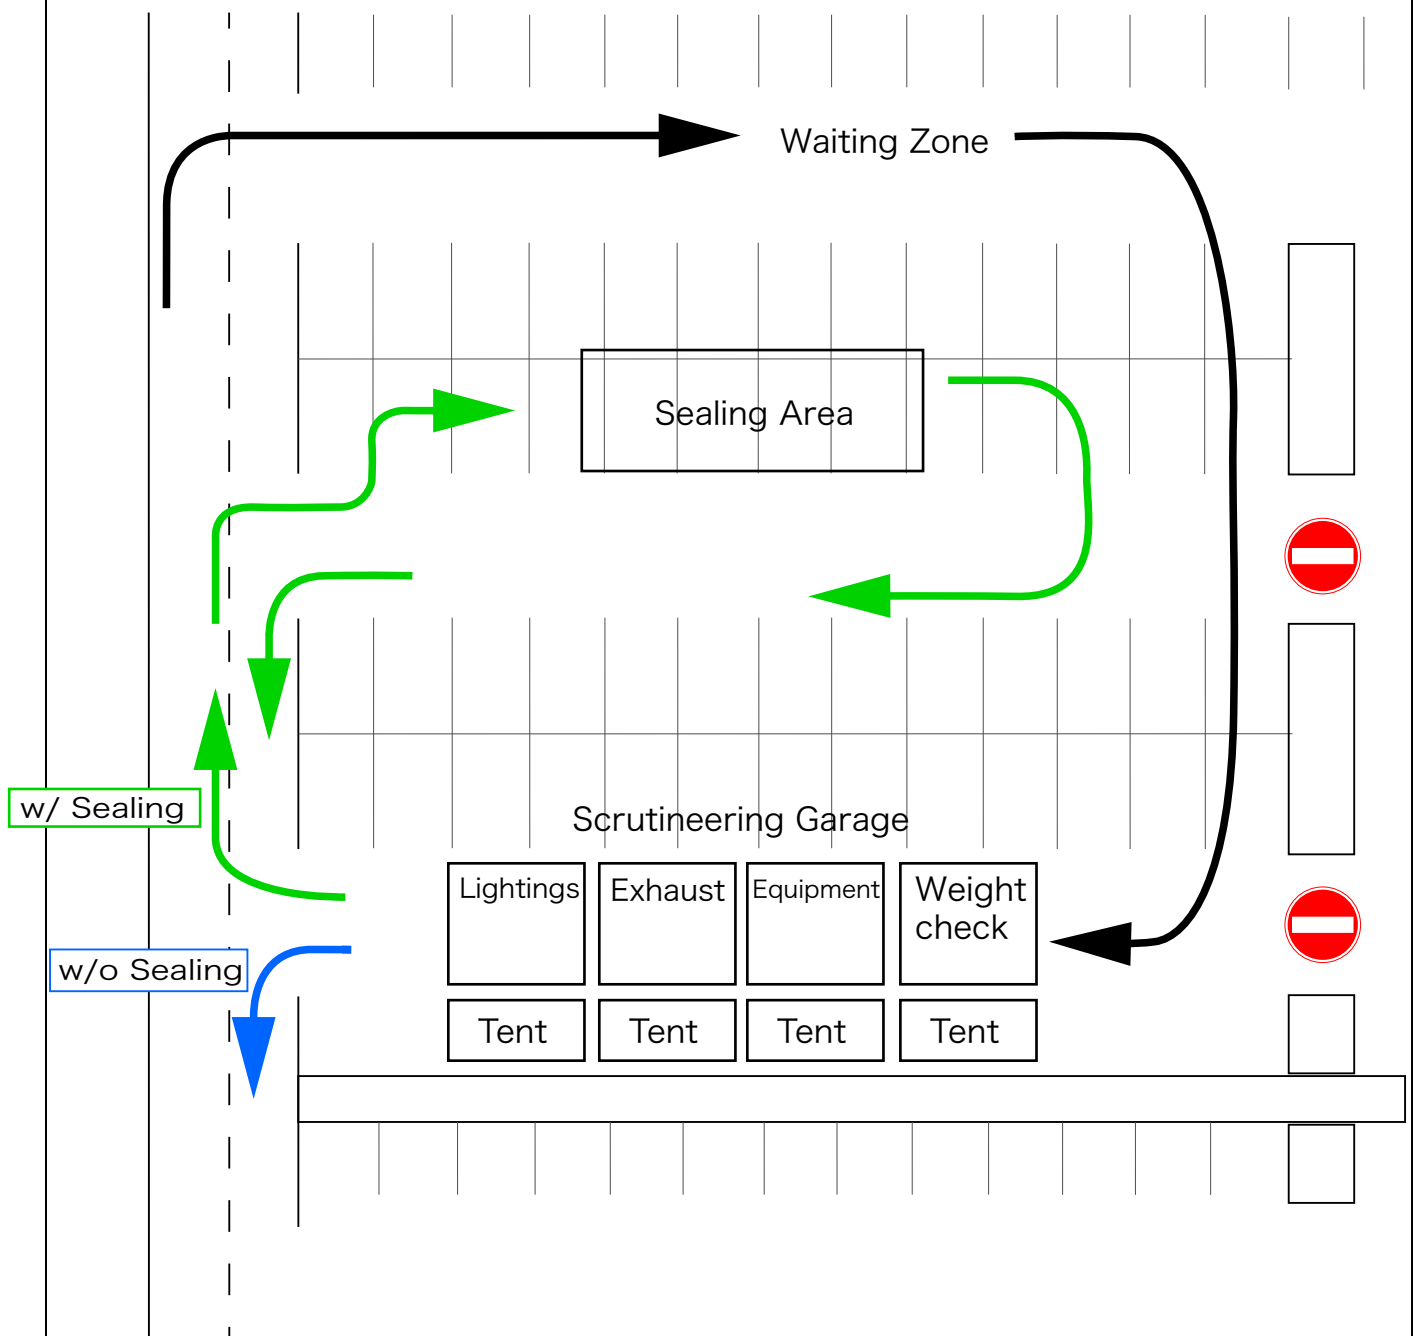 Waiting Zone
Sealing Area
w/ Sealing
Scrutineering Garage
Lightings
Exhaust
Equipment
Weight
check
w/o Sealing
Tent
Tent
Tent
Tent